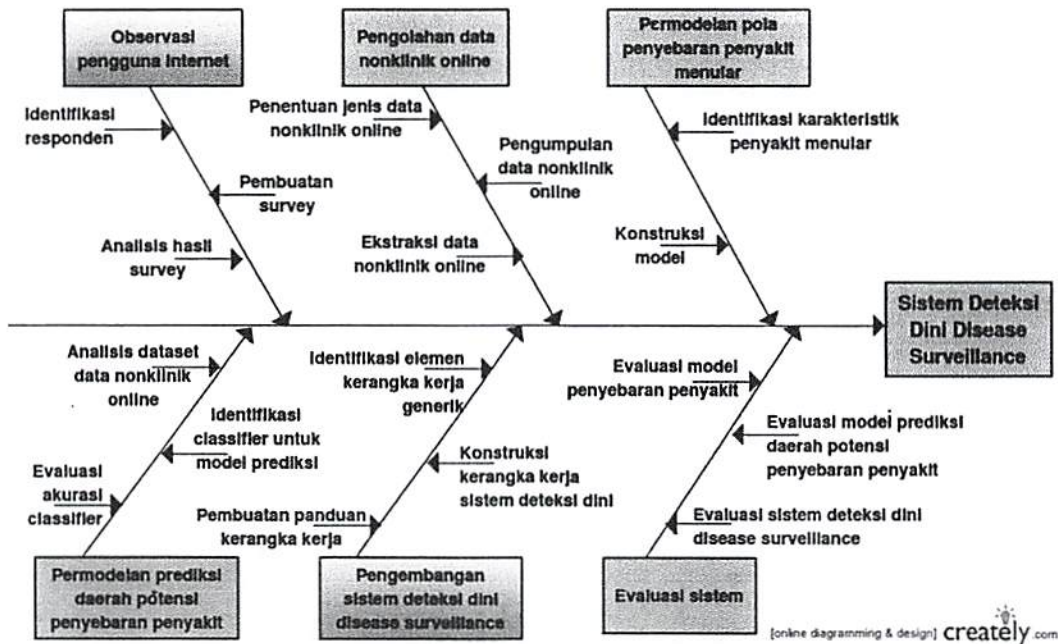 Observasi
pengguna Internet
Pengolahan data
nonklinik online
Permodelan pola
penyebaran penyakit
menular
Identifikasi
responden
Pembuatan
survey
Analisis hasil
survey
Penentuan jenis data
nonklinik online
Pengumpulan
data nonklinik
online
Ekstraksi data
nonklinik online
Identifikasi karakteristik
penyakit menular
Konstruksi
model
Sistem Deteksi
Dini Disease
Surveillance
Analisis dataset
data nonklinik
online
Identifikasi
classifier untuk
model prediksi
Evaluasi
akurasi
classifier
Identifikasi elemen
kerangka kerja
generik
Konstruksi
kerangka kerja
sistem deteksi dini
Pembuatan panduan
kerangka kerja
Evaluasi model
penyebaran penyakit
Evaluasi model prediksi
daerah potensi
penyebaran penyakit
Evaluasi sistem deteksi dini
disease surveillance
Permodelan prediksi
daerah potensi
penyebaran penyakit
Pengembangan
sistem deteksi dini
disease surveillance
Evaluasi sistem
[online diagramming & design] creately.com